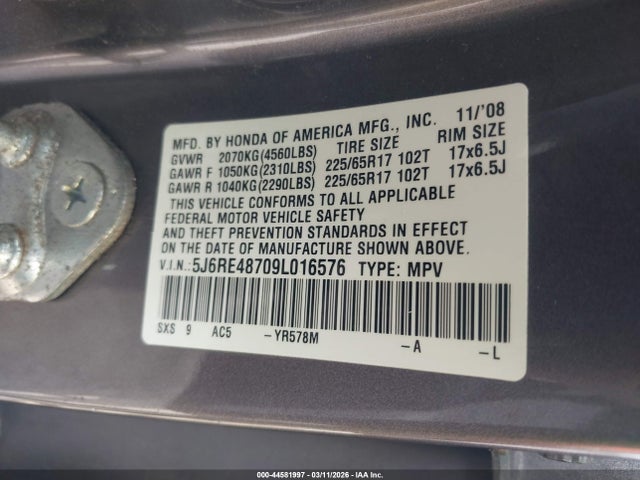 MFD. BY HONDA OF AMERICA MFG., INC. 11/'08
GVWR 2070KG(4560LBS) TIRE SIZE RIM SIZE
GAWR F 1050KG(2310LBS) 225/65R17 102T 17x6.5J
GAWR R 1040KG(2290LBS) 225/65R17 102T 17x6.5J
THIS VEHICLE CONFORMS TO ALL APPLICABLE
FEDERAL MOTOR VEHICLE SAFETY
AND THEFT PREVENTION STANDARDS IN EFFECT
ON THE DATE OF MANUFACTURE SHOWN ABOVE.
V.I.N.: 5J6RE48709L016576 TYPE: MPV
SXS 9 AC5 -YR578M -A -L
000-44581997 - 03/11/2026 - IAA Inc.